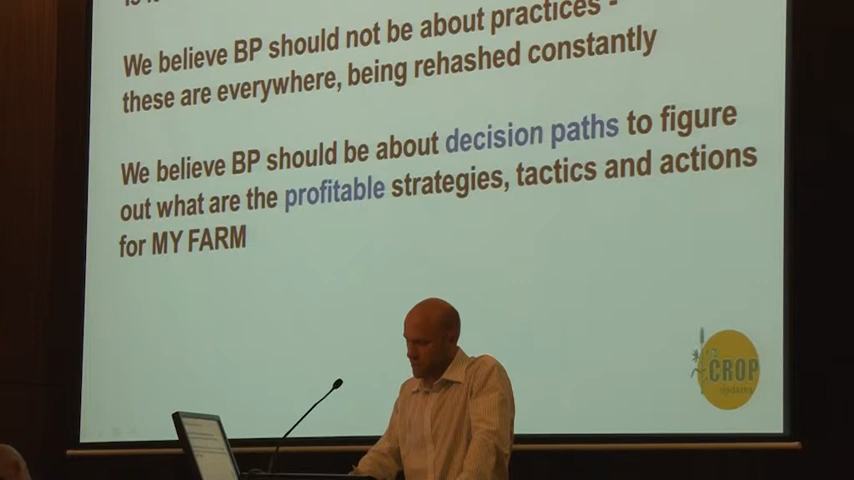 We believe BP should not be about practices -
these are everywhere, being rehashed constantly
We believe BP should be about decision paths to figure
out what are the profitable strategies, tactics and actions
for MY FARM
CROP
updates